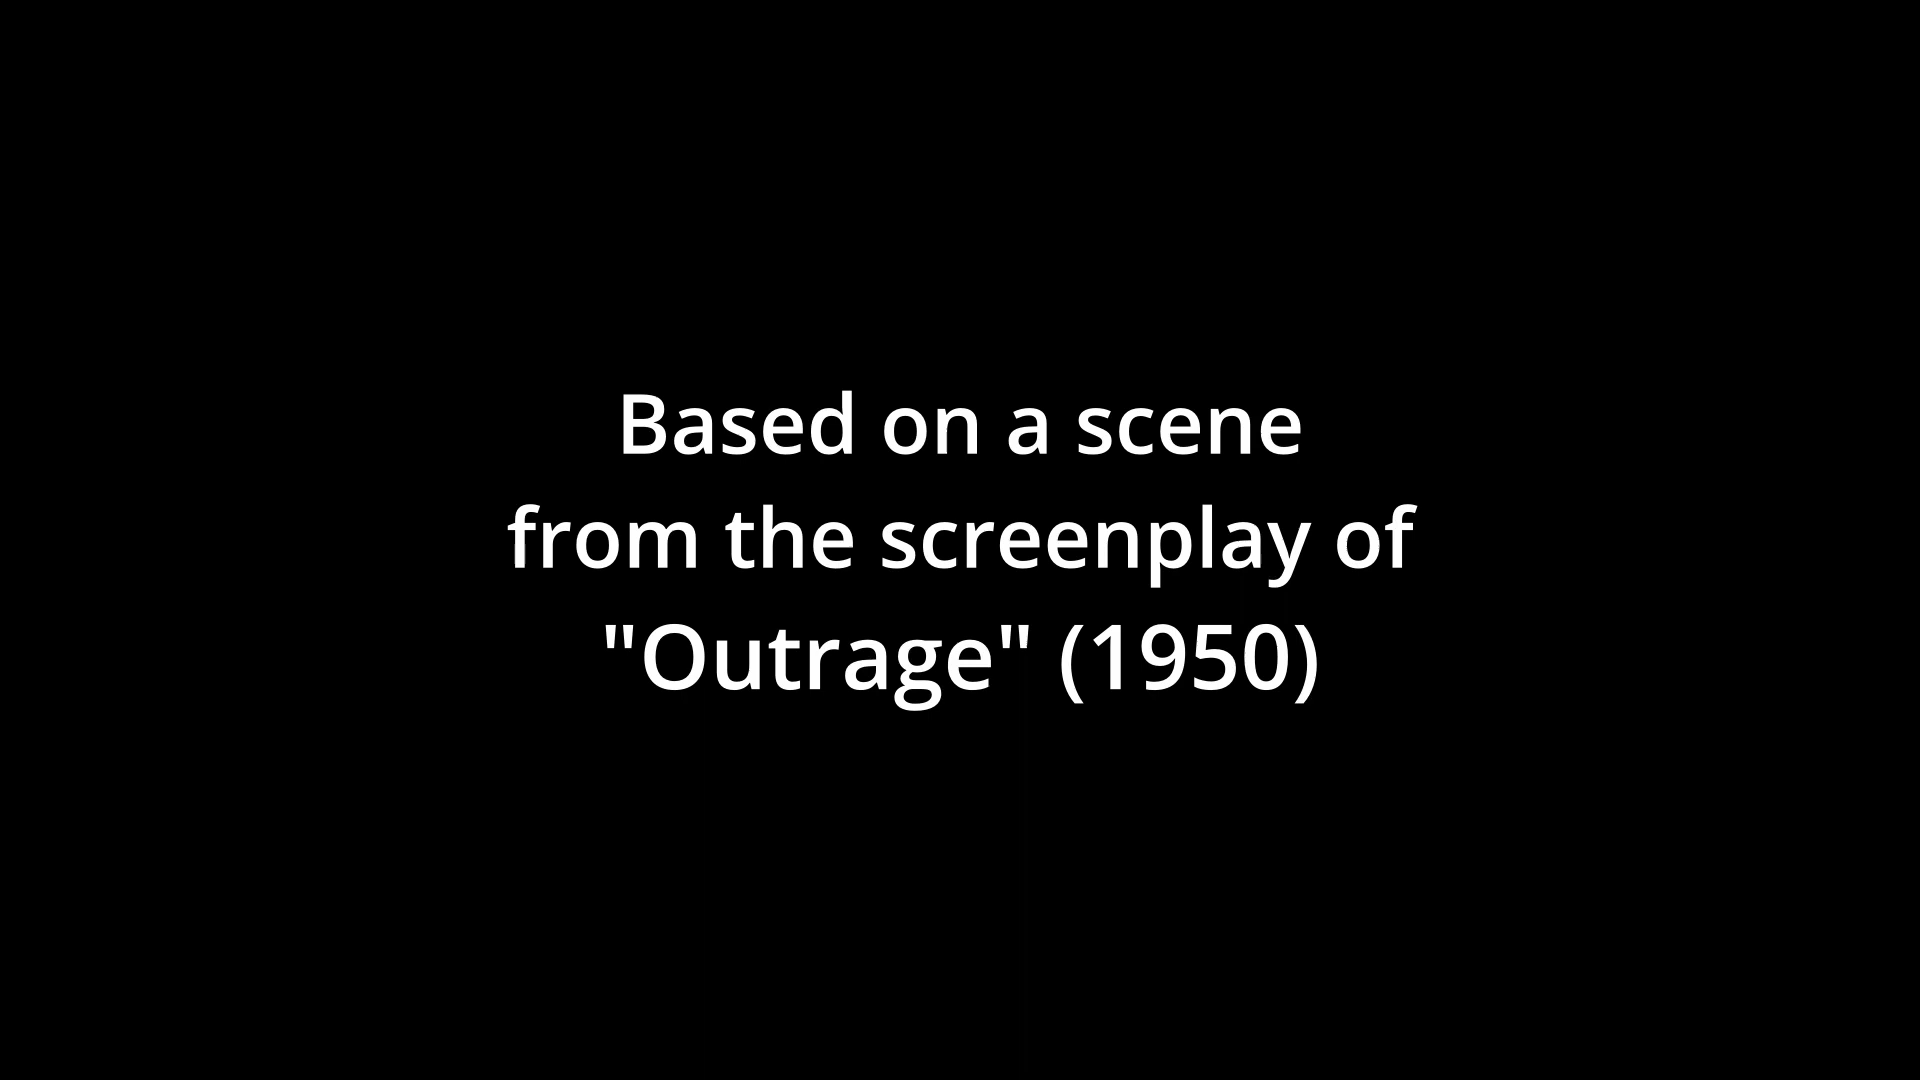 Based on a scene
from the screenplay of
"Outrage" (1950)